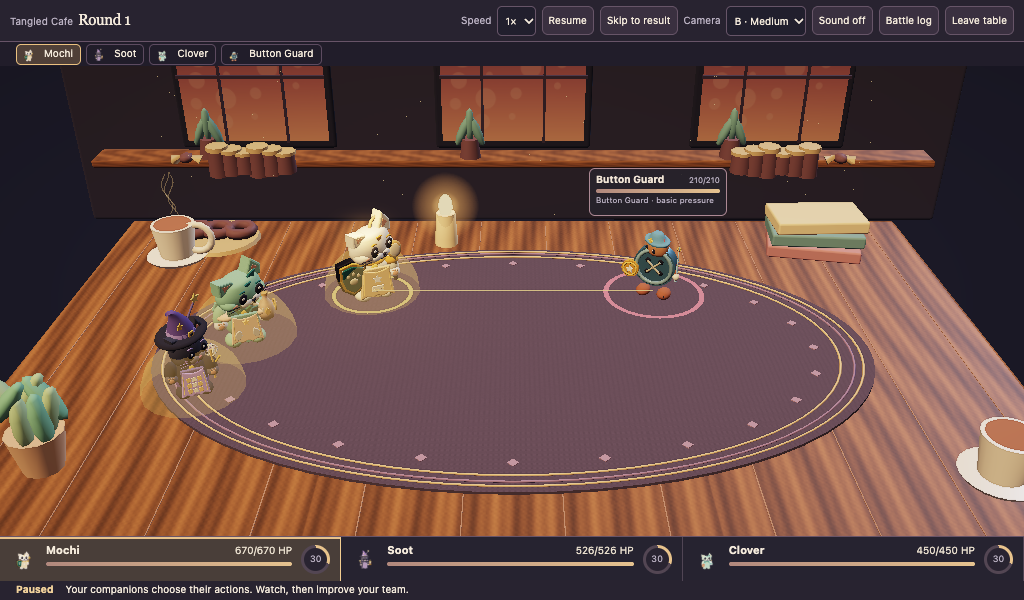 Tangled Cafe Round 1
Speed 1x Resume Skip to result Camera B · Medium Sound off Battle log Leave table
Mochi Soot Clover Button Guard
Button Guard 210/210
Button Guard · basic pressure
Mochi 670/670 HP 30
Soot 526/526 HP 30
Clover 450/450 HP 30
Paused Your companions choose their actions. Watch, then improve your team.